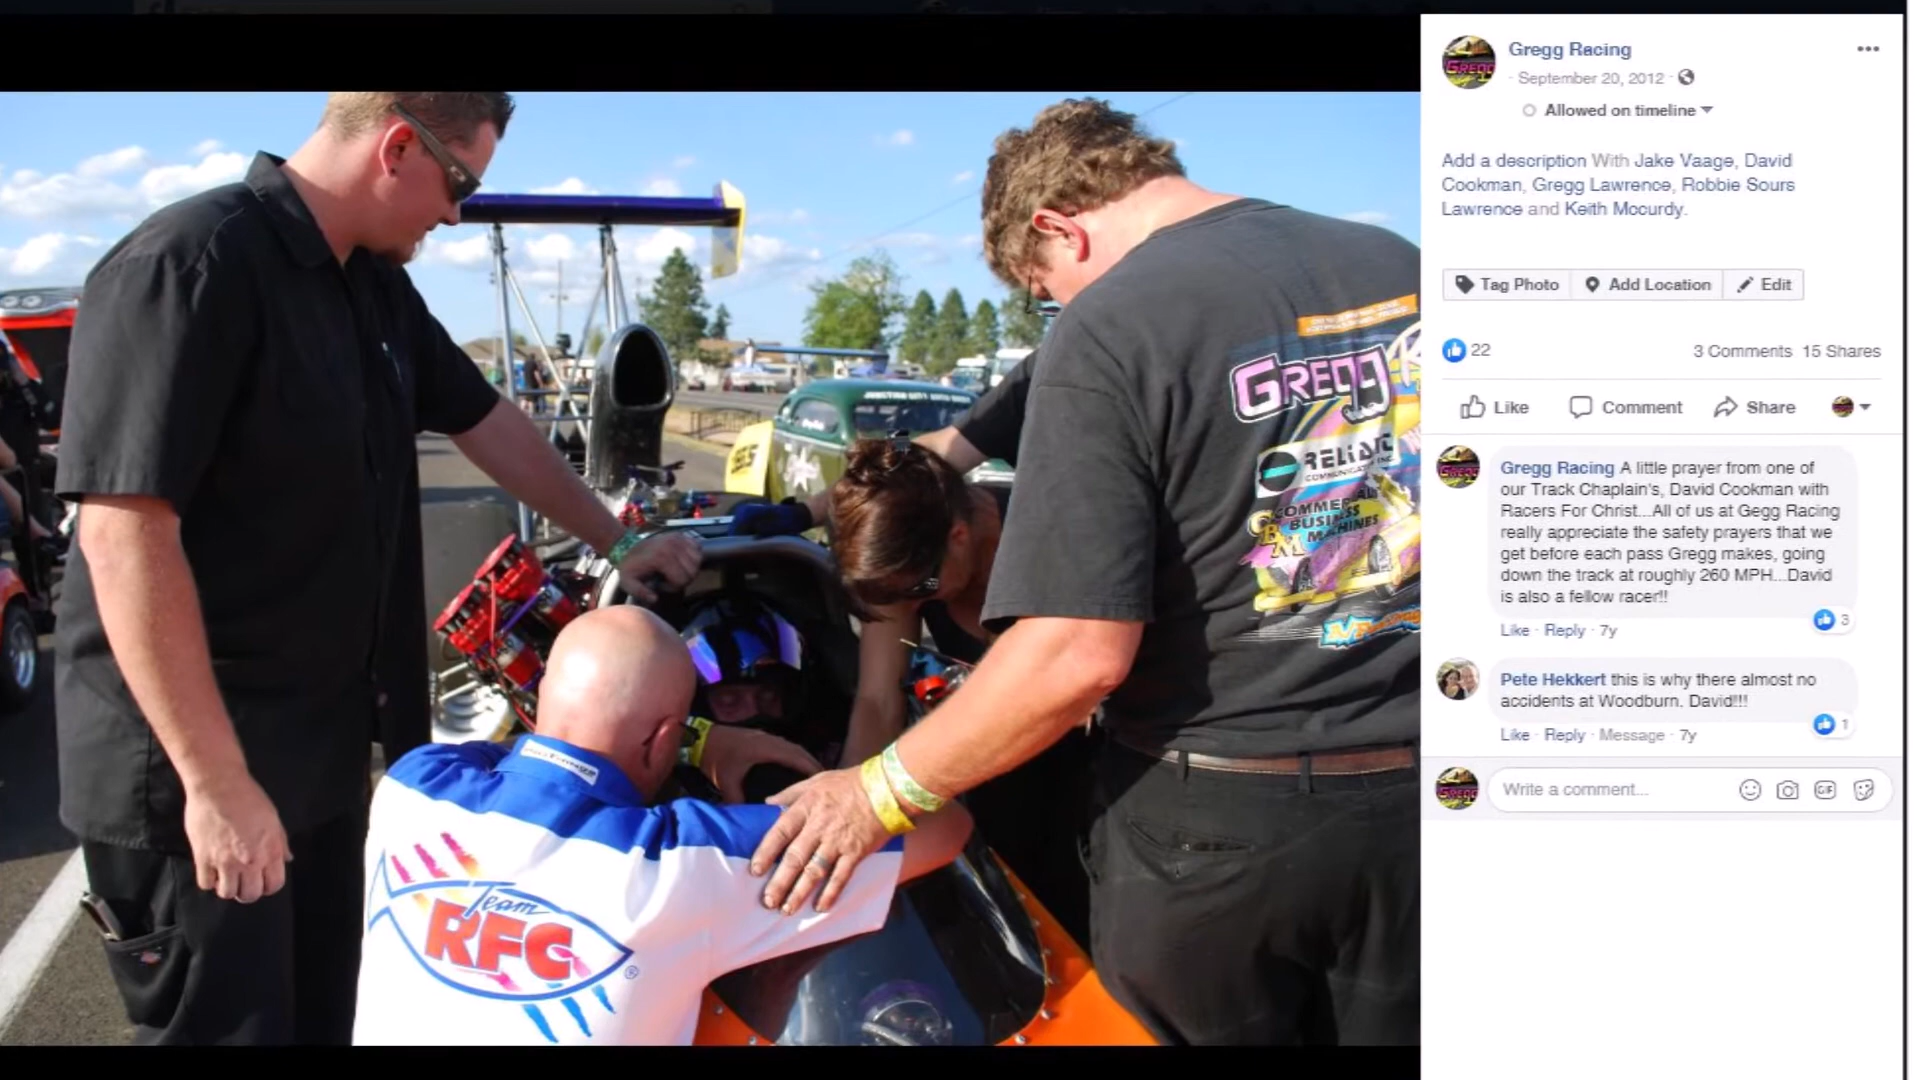 Gregg Racing
September 20, 2012
Allowed on timeline
Add a description With Jake Vaage, David
Cookman, Gregg Lawrence, Robbie Sours
Lawrence and Keith Mccurdy.
Tag Photo Add Location Edit
22 3 Comments 15 Shares
Like Comment Share
Gregg Racing A little prayer from one of
our Track Chaplain's, David Cookman with
Racers For Christ...All of us at Gegg Racing
really appreciate the safety prayers that we
get before each pass Gregg makes, going
down the track at roughly 260 MPH...David
is also a fellow racer!!
3
Like · Reply · 7y
Pete Hekkert this is why there almost no
accidents at Woodburn. David!!!
1
Like · Reply · Message · 7y
Write a comment...
GIF
GREGG
RELIANT
COMMUNICATIONS INC.
COMMERCIAL
BUSINESS
MACHINES
CBM
Team
RFC
®